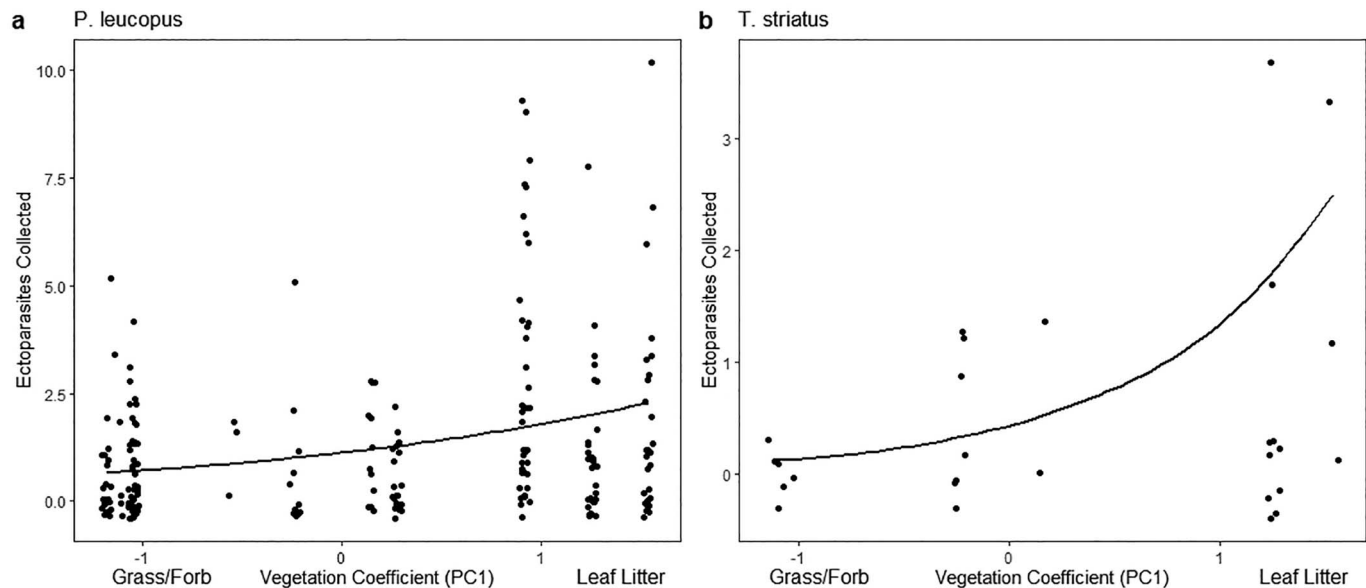 a P. leucopus
Ectoparasites Collected
10.0
7.5
5.0
2.5
0.0
-1 0 1
Grass/Forb Vegetation Coefficient (PC1) Leaf Litter
b T. striatus
Ectoparasites Collected
3
2
1
0
-1 0 1
Grass/Forb Vegetation Coefficient (PC1) Leaf Litter